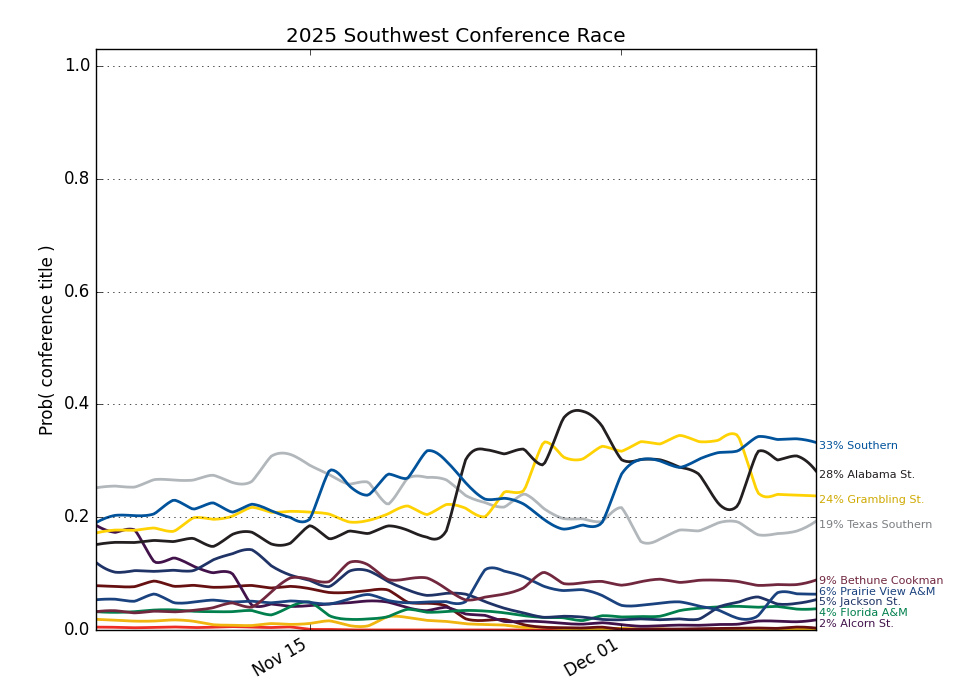 2025 Southwest Conference Race
Prob( conference title )
1.0
0.8
0.6
0.4
0.2
0.0
33% Southern
28% Alabama St.
24% Grambling St.
19% Texas Southern
9% Bethune Cookman
6% Prairie View A&M
5% Jackson St.
4% Florida A&M
2% Alcorn St.
Nov 15
Dec 01